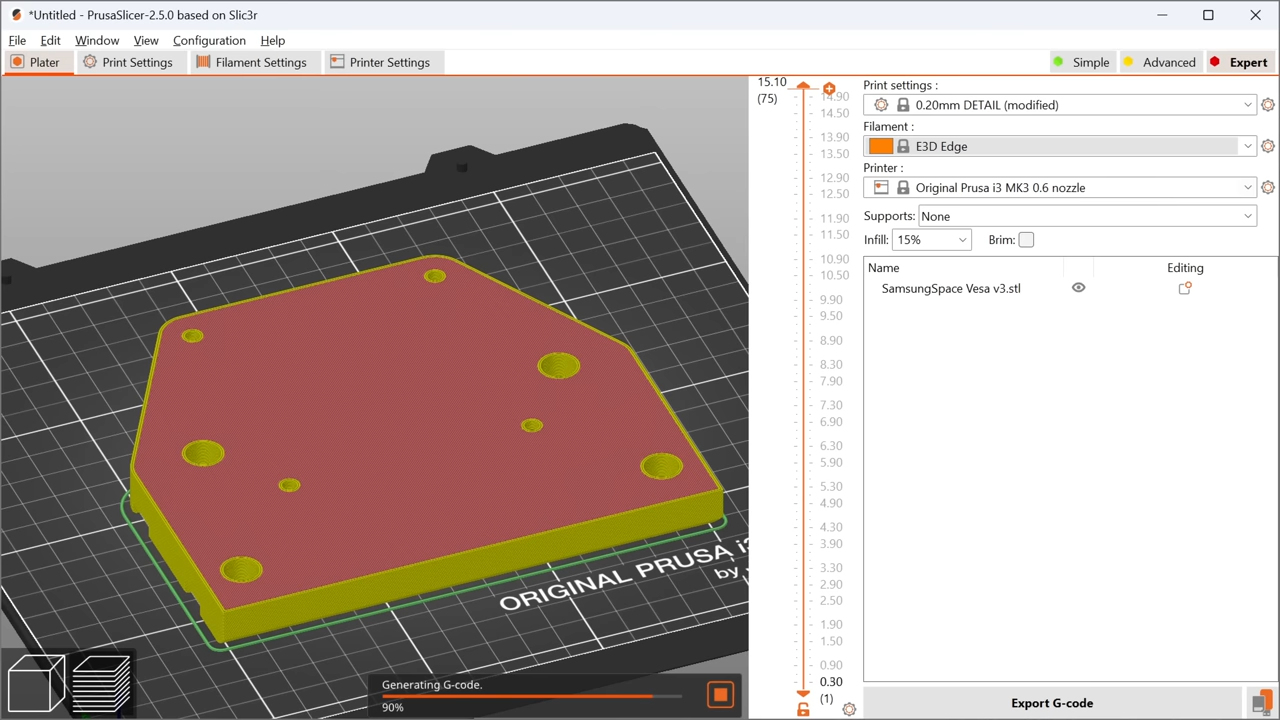 *Untitled - PrusaSlicer-2.5.0 based on Slic3r
File Edit Window View Configuration Help
Plater Print Settings Filament Settings Printer Settings Simple Advanced Expert
15.10
(75)
14.90
14.50
13.90
13.50
12.90
12.50
11.90
11.50
10.90
10.50
9.90
9.50
8.90
8.30
7.90
7.30
6.90
6.30
5.90
5.30
4.90
4.30
3.90
3.30
2.90
2.50
1.90
1.50
0.90
0.30
(1)
Print settings :
0.20mm DETAIL (modified)
Filament :
E3D Edge
Printer :
Original Prusa i3 MK3 0.6 nozzle
Supports: None
Infill: 15% Brim:
Name Editing
SamsungSpace Vesa v3.stl
ORIGINAL PRUSA i3
by
Generating G-code.
90%
Export G-code